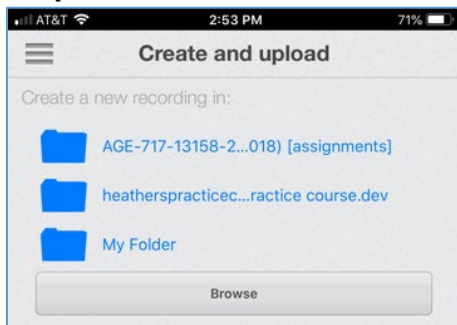 AT&T 2:53 PM 71%
Create and upload
Create a new recording in:
AGE-717-13158-2...018) [assignments]
heatherspracticec...ractice course.dev
My Folder
Browse